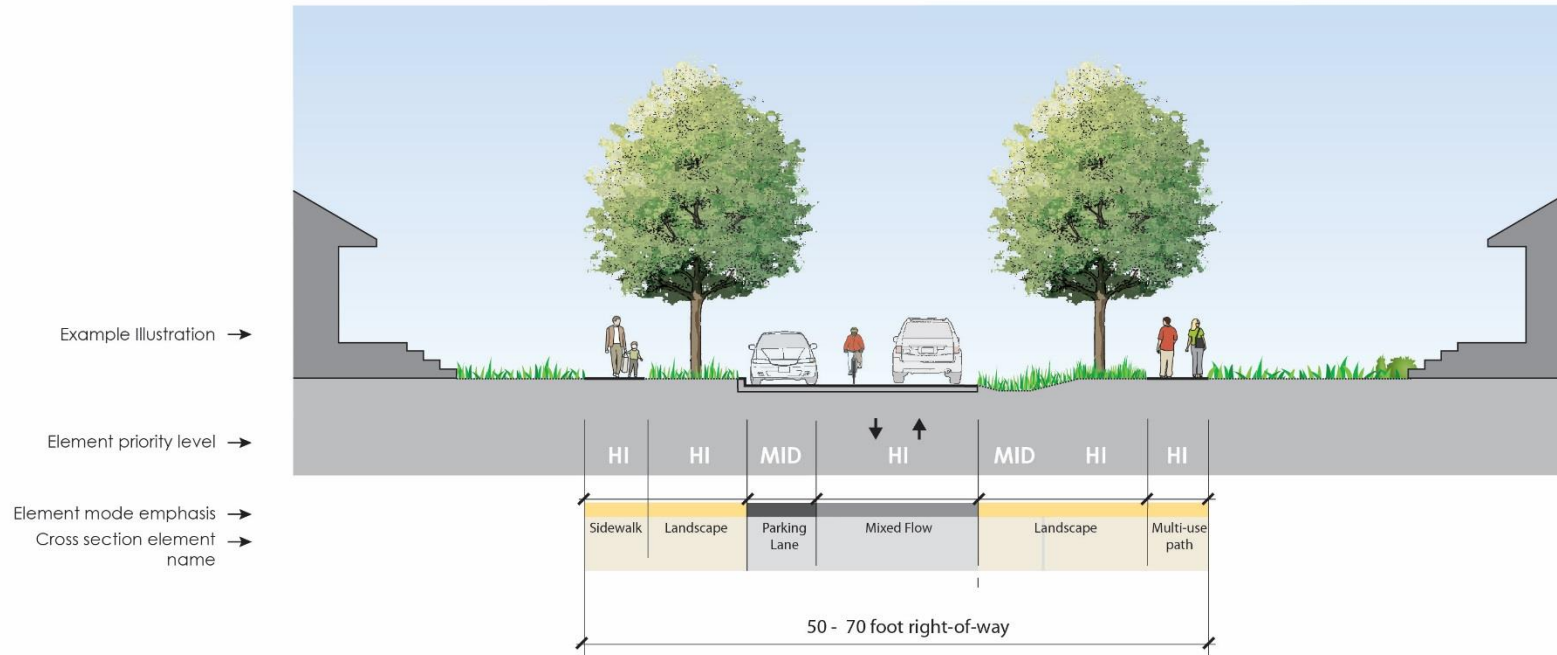 Example Illustration →
Element priority level →
HI HI MID HI MID HI HI
Element mode emphasis →
Cross section element
name →
Sidewalk Landscape Parking
Lane Mixed Flow Landscape Multi-use
path
50 - 70 foot right-of-way